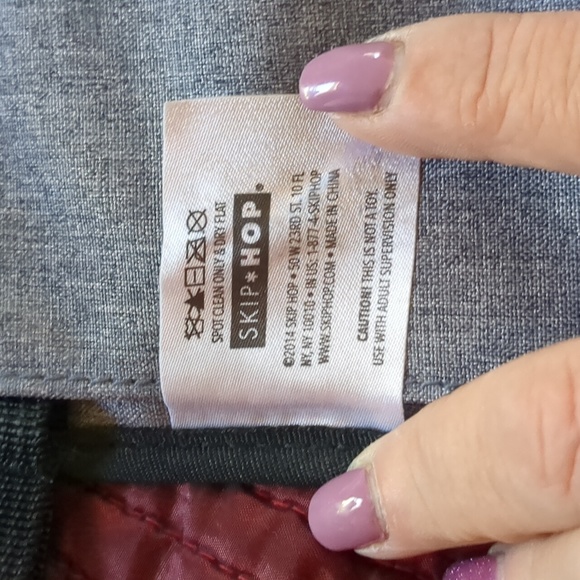 SPOT CLEAN ONLY & DRY FLAT
SKIP*HOP®
©2014 SKIP HOP • 50 W 23RD ST. 10 FL
NY, NY 10010 • IN US: 1-877-4-SKIPHOP
WWW.SKIPHOP.COM • MADE IN CHINA
CAUTION! THIS IS NOT A TOY.
USE WITH ADULT SUPERVISION ONLY